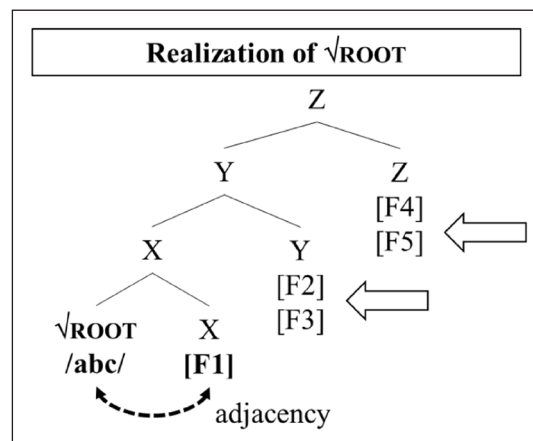 Realization of √ROOT
Z
Y Z
[F4]
[F5]
X Y
[F2]
[F3]
√ROOT X
/abc/ [F1]
adjacency